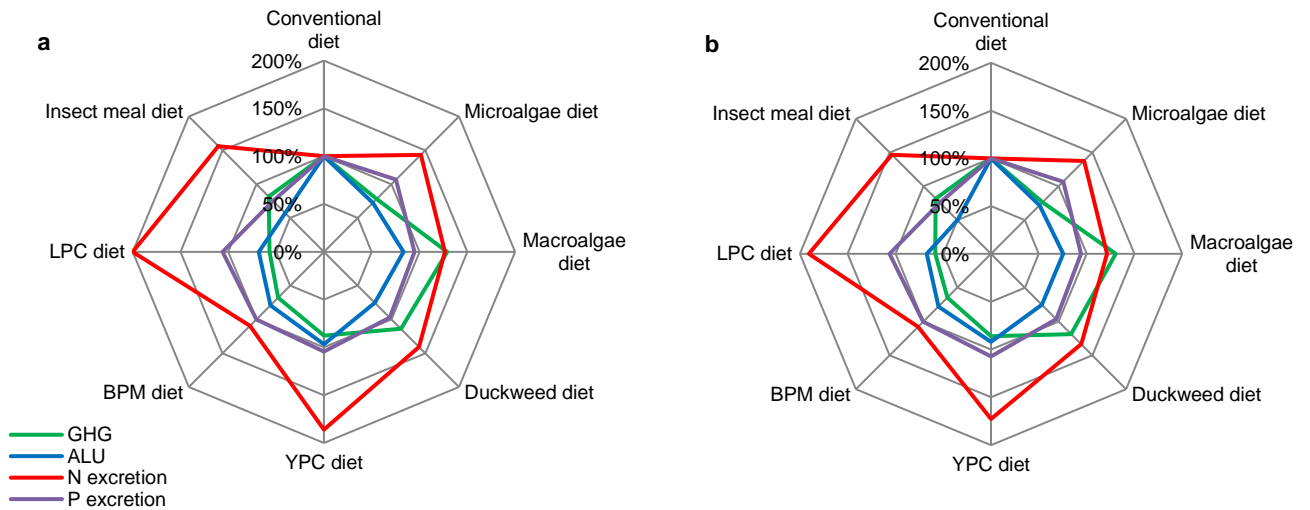 a
Conventional
diet
200%
150%
100%
50%
0%
Microalgae diet
Macroalgae
diet
Duckweed diet
YPC diet
BPM diet
LPC diet
Insect meal diet
GHG
ALU
N excretion
P excretion
b
Conventional
diet
200%
150%
100%
50%
0%
Microalgae diet
Macroalgae
diet
Duckweed diet
YPC diet
BPM diet
LPC diet
Insect meal diet